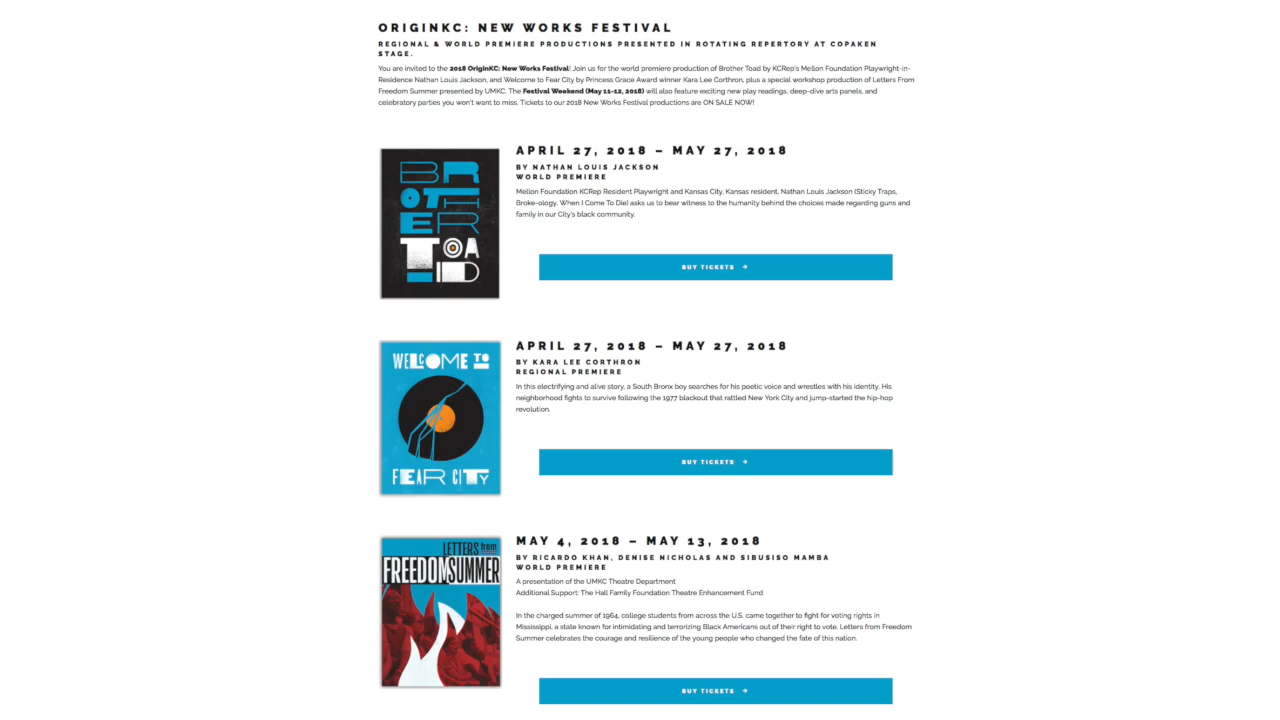 ORIGINKC: NEW WORKS FESTIVAL
REGIONAL & WORLD PREMIERE PRODUCTIONS PRESENTED IN ROTATING REPERTORY AT COPAKEN
STAGE.
You are invited to the 2018 OriginKC: New Works Festival! Join us for the world premiere production of Brother Toad by KCRep's Mellon Foundation Playwright-in-
Residence Nathan Louis Jackson, and Welcome to Fear City by Princess Grace Award winner Kara Lee Corthron, plus a special workshop production of Letters From
Freedom Summer presented by UMKC. The Festival Weekend (May 11-12, 2018) will also feature exciting new play readings, deep-dive arts panels, and
celebratory parties you won't want to miss. Tickets to our 2018 New Works Festival productions are ON SALE NOW!
BR
OTH
ER
TOA
D
APRIL 27, 2018 – MAY 27, 2018
BY NATHAN LOUIS JACKSON
WORLD PREMIERE
Mellon Foundation KCRep Resident Playwright and Kansas City, Kansas resident, Nathan Louis Jackson (Sticky Traps,
Broke-ology, When I Come To Die) asks us to bear witness to the humanity behind the choices made regarding guns and
family in our City's black community.
BUY TICKETS →
WELCOME TO
FEAR CITY
APRIL 27, 2018 – MAY 27, 2018
BY KARA LEE CORTHRON
REGIONAL PREMIERE
In this electrifying and alive story, a South Bronx boy searches for his poetic voice and wrestles with his identity. His
neighborhood fights to survive following the 1977 blackout that rattled New York City and jump-started the hip-hop
revolution.
BUY TICKETS →
LETTERS from
FREEDOMSUMMER
MAY 4, 2018 – MAY 13, 2018
BY RICARDO KHAN, DENISE NICHOLAS AND SIBUSISO MAMBA
WORLD PREMIERE
A presentation of the UMKC Theatre Department
Additional Support: The Hall Family Foundation Theatre Enhancement Fund
In the charged summer of 1964, college students from across the U.S. came together to fight for voting rights in
Mississippi, a state known for intimidating and terrorizing Black Americans out of their right to vote. Letters from Freedom
Summer celebrates the courage and resilience of the young people who changed the fate of this nation.
BUY TICKETS →